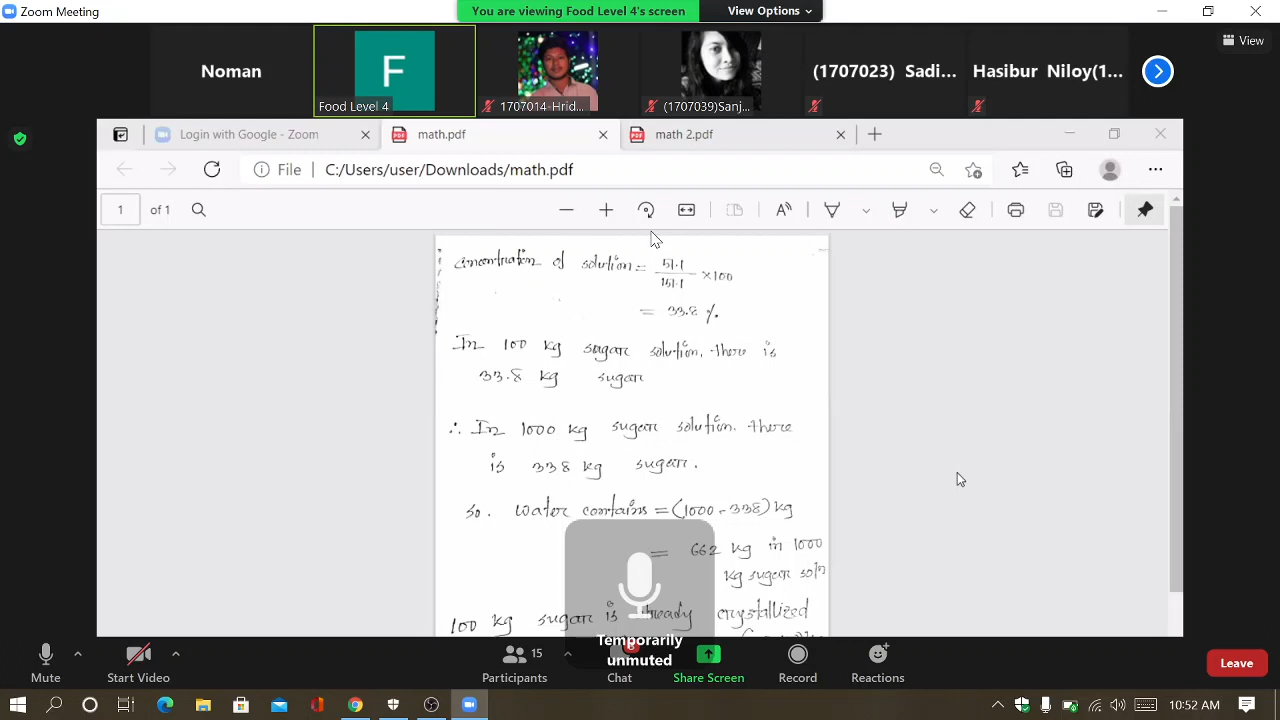 Zoom Meeting
You are viewing Food Level 4's screen
View Options
Noman
F
Food Level 4
1707014-Hrid...
(1707039)Sanj...
(1707023) Sadi...
Hasibur Niloy(1...
View
Login with Google - Zoom
math.pdf
math 2.pdf
File
C:/Users/user/Downloads/math.pdf
1
of 1
Concentration of solution = 51.1
151.1
× 100
= 33.8 %
In 100 kg sugar solution, there is
33.8 kg sugar
∴ In 1000 kg sugar solution. there
is 338 kg sugar.
so. Water contains = (1000-338) kg
= 662 kg in 1000
kg sugar soln
100 kg sugar is already crystallized
Temporarily
unmuted
Mute
Start Video
15
Participants
Chat
Share Screen
Record
Reactions
Leave
10:52 AM